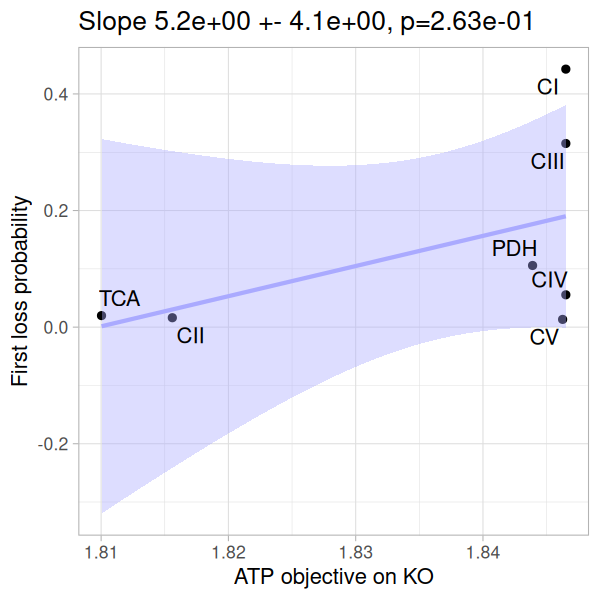 Slope 5.2e+00 +- 4.1e+00, p=2.63e-01
First loss probability
0.4
0.2
0.0
-0.2
CI
CIII
PDH
CIV
TCA
CII
CV
1.81
1.82
1.83
1.84
ATP objective on KO